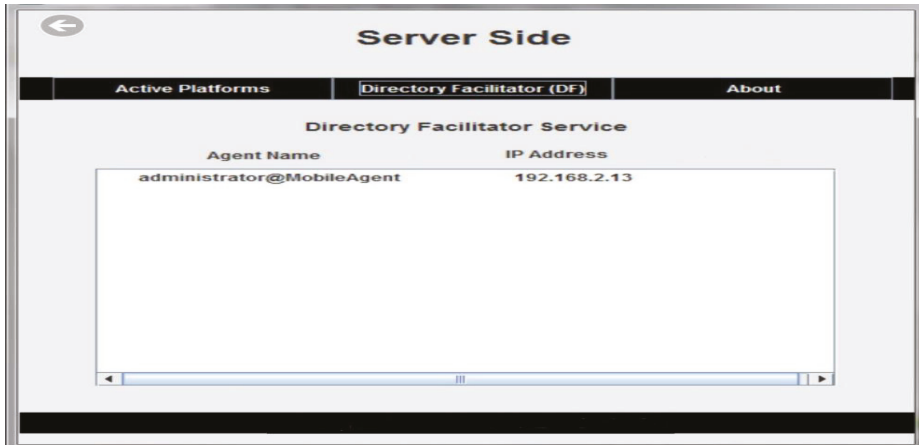 Server Side
Active Platforms Directory Facilitator (DF) About
Directory Facilitator Service
Agent Name IP Address
administrator@MobileAgent 192.168.2.13